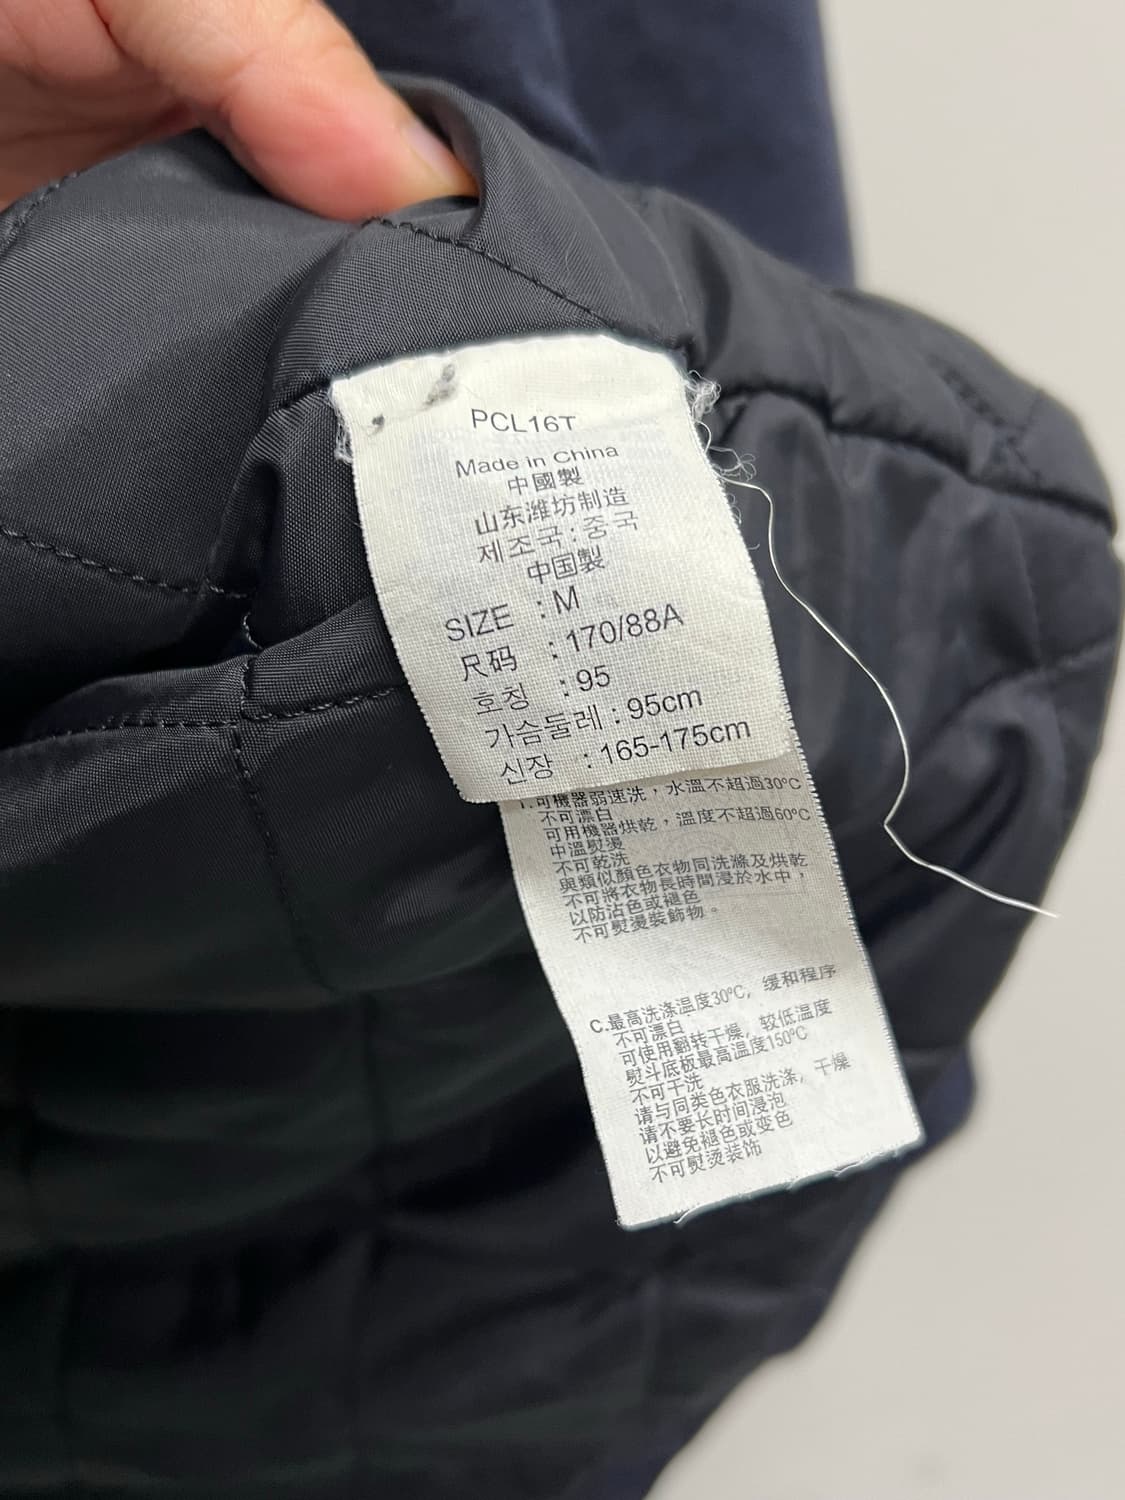 PCL16T
Made in China
中國製
山东潍坊制造
제조국:중국
中国製
SIZE : M
尺码 : 170/88A
호칭 : 95
가슴둘레 : 95cm
신장 : 165-175cm
T.可機器弱速洗，水溫不超過30°C
不可漂白
可用機器烘乾，溫度不超過60°C
中溫熨燙
不可乾洗
與類似顏色衣物同洗滌及烘乾
不可將衣物長時間浸於水中，
以防沾色或褪色
不可熨燙裝飾物。
C.最高洗涤温度30°C，缓和程序
不可漂白
可使用翻转干燥，较低温度
熨斗底板最高温度150°C
不可干洗
请与同类色衣服洗涤，干燥
请不要长时间浸泡
以避免褪色或变色
不可熨烫装饰